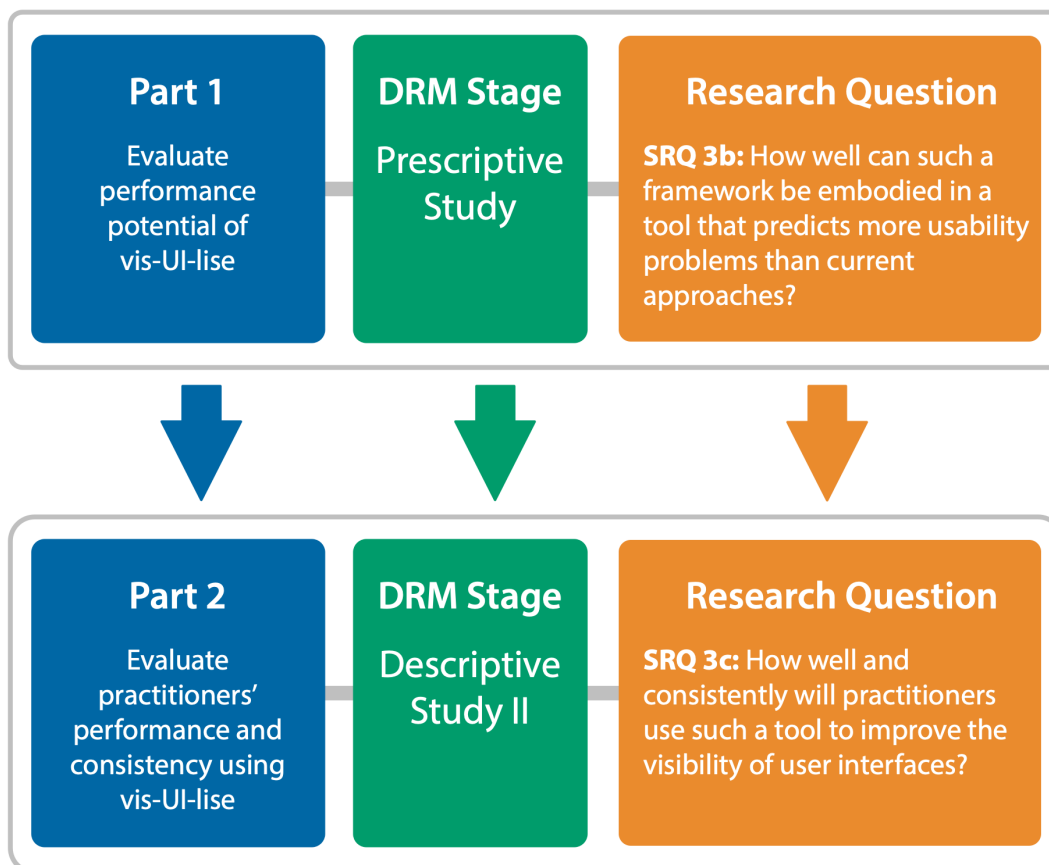 Part 1
Evaluate
performance
potential of
vis-UI-lise
DRM Stage
Prescriptive
Study
Research Question
SRQ 3b: How well can such a
framework be embodied in a
tool that predicts more usability
problems than current
approaches?
Part 2
Evaluate
practitioners’
performance and
consistency using
vis-UI-lise
DRM Stage
Descriptive
Study II
Research Question
SRQ 3c: How well and
consistently will practitioners
use such a tool to improve the
visibility of user interfaces?